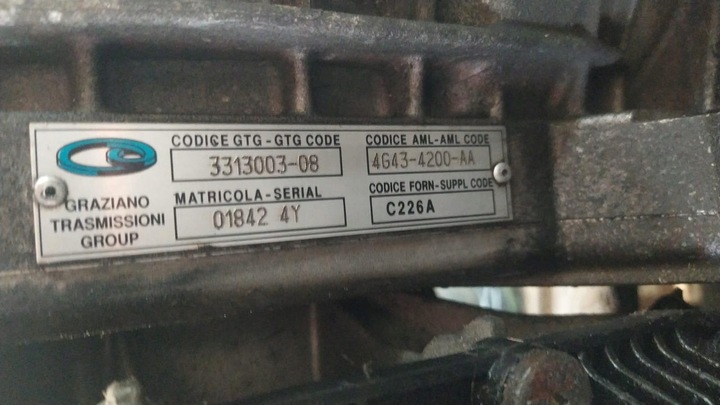 CODICE GTG - GTG CODE
3313003-08
CODICE AML-AML CODE
4G43-4200-AA
GRAZIANO
TRASMISSIONI
GROUP
MATRICOLA - SERIAL
01842 4Y
CODICE FORN-SUPPL CODE
C226A